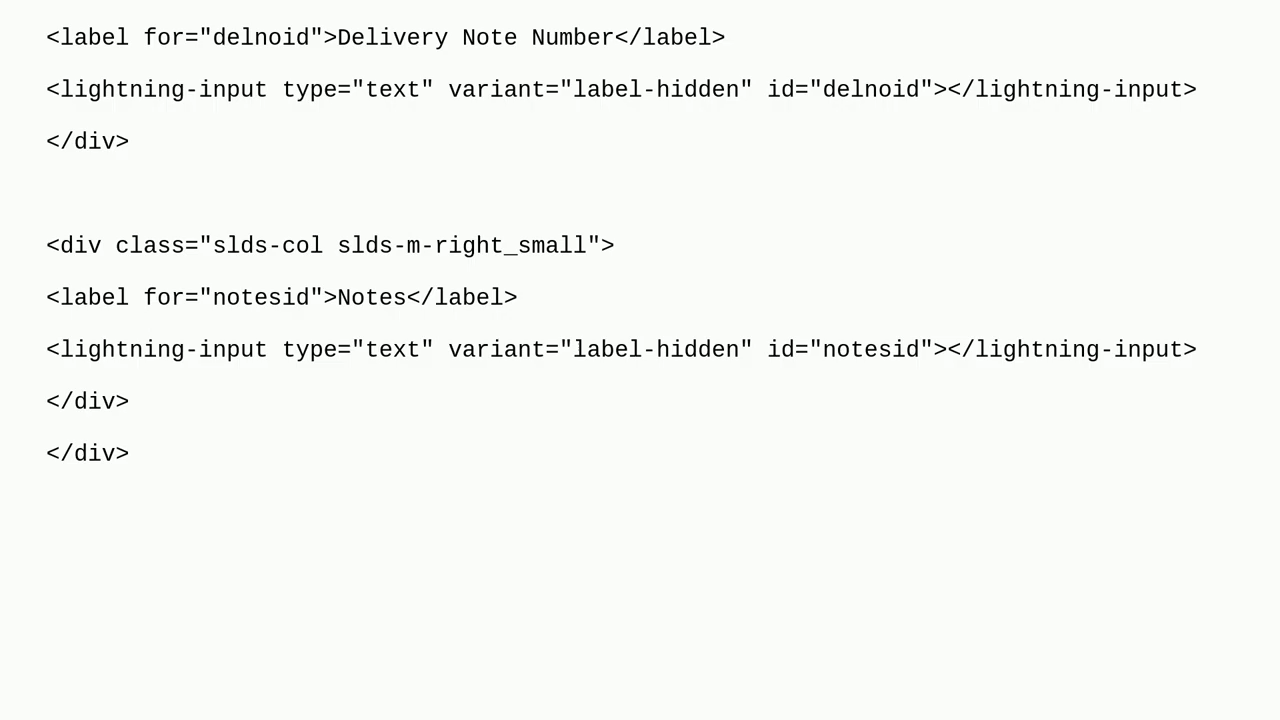 <label for="delnoid">Delivery Note Number</label>
<lightning-input type="text" variant="label-hidden" id="delnoid"></lightning-input>
</div>
<div class="slds-col slds-m-right_small">
<label for="notesid">Notes</label>
<lightning-input type="text" variant="label-hidden" id="notesid"></lightning-input>
</div>
</div>